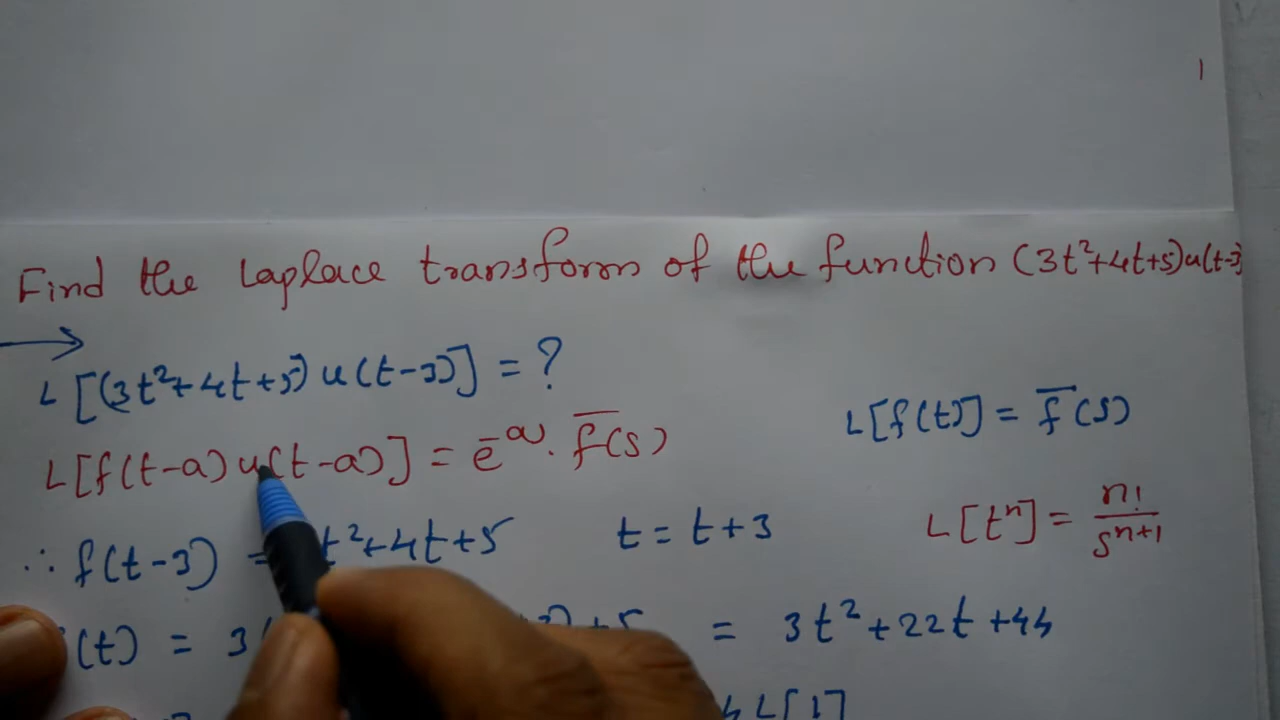 1
Find the Laplace transform of the function (3t²+4t+5)u(t-3)
L[(3t²+4t+5)u(t-3)] = ?
L[f(t)] = f̅(s)
L[f(t-a)u(t-a)] = e̅ᵃˢ. f̅(s)
L[tⁿ] = n!/sⁿ⁺¹
∴ f(t-3) = t²+4t+5 t = t+3
(t) = 3 +5 = 3t²+22t+44
L[1]